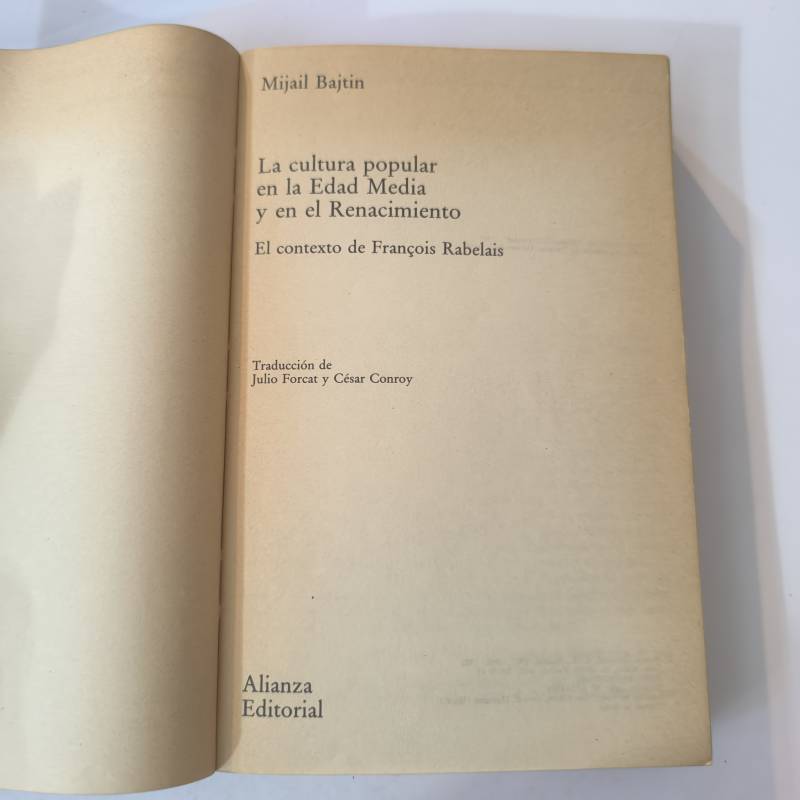 Mijail Bajtin
La cultura popular
en la Edad Media
y en el Renacimiento
El contexto de François Rabelais
Traducción de
Julio Forcat y César Conroy
Alianza
Editorial